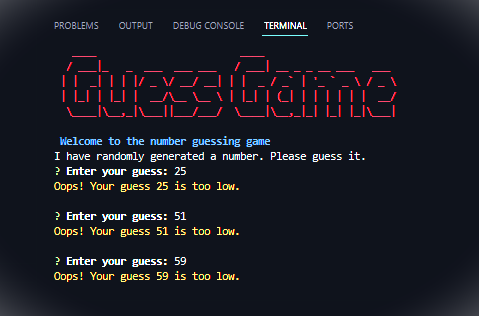 PROBLEMS OUTPUT DEBUG CONSOLE TERMINAL PORTS
Guess Game
Welcome to the number guessing game
I have randomly generated a number. Please guess it.
? Enter your guess: 25
Oops! Your guess 25 is too low.
? Enter your guess: 51
Oops! Your guess 51 is too low.
? Enter your guess: 59
Oops! Your guess 59 is too low.